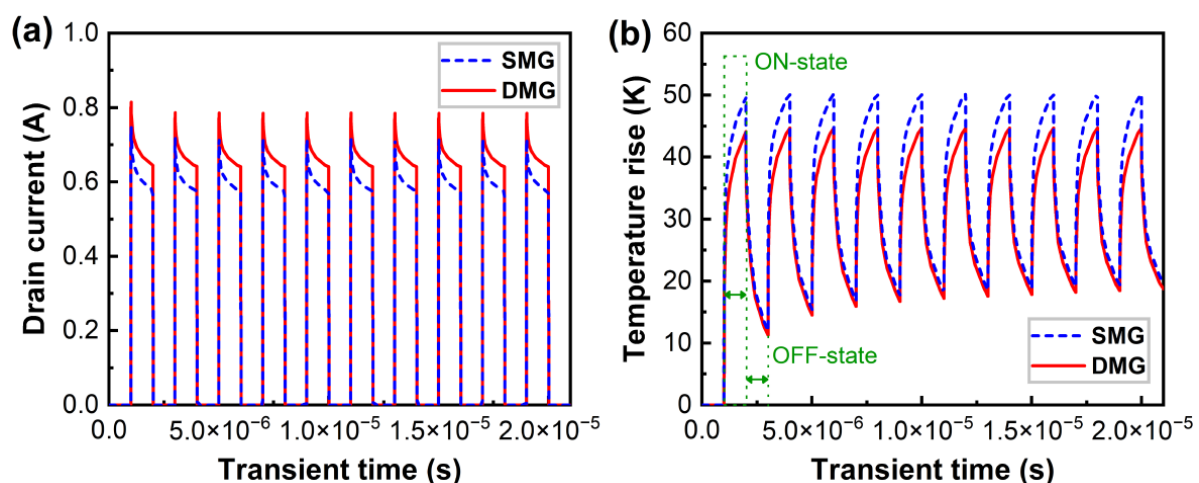 (a)
1.0
0.8
0.6
0.4
0.2
0.0
Drain current (A)
SMG
DMG
0.0 5.0×10⁻⁶ 1.0×10⁻⁵ 1.5×10⁻⁵ 2.0×10⁻⁵
Transient time (s)
(b)
60
50
40
30
20
10
0
Temperature rise (K)
ON-state
OFF-state
SMG
DMG
0.0 5.0×10⁻⁶ 1.0×10⁻⁵ 1.5×10⁻⁵ 2.0×10⁻⁵
Transient time (s)